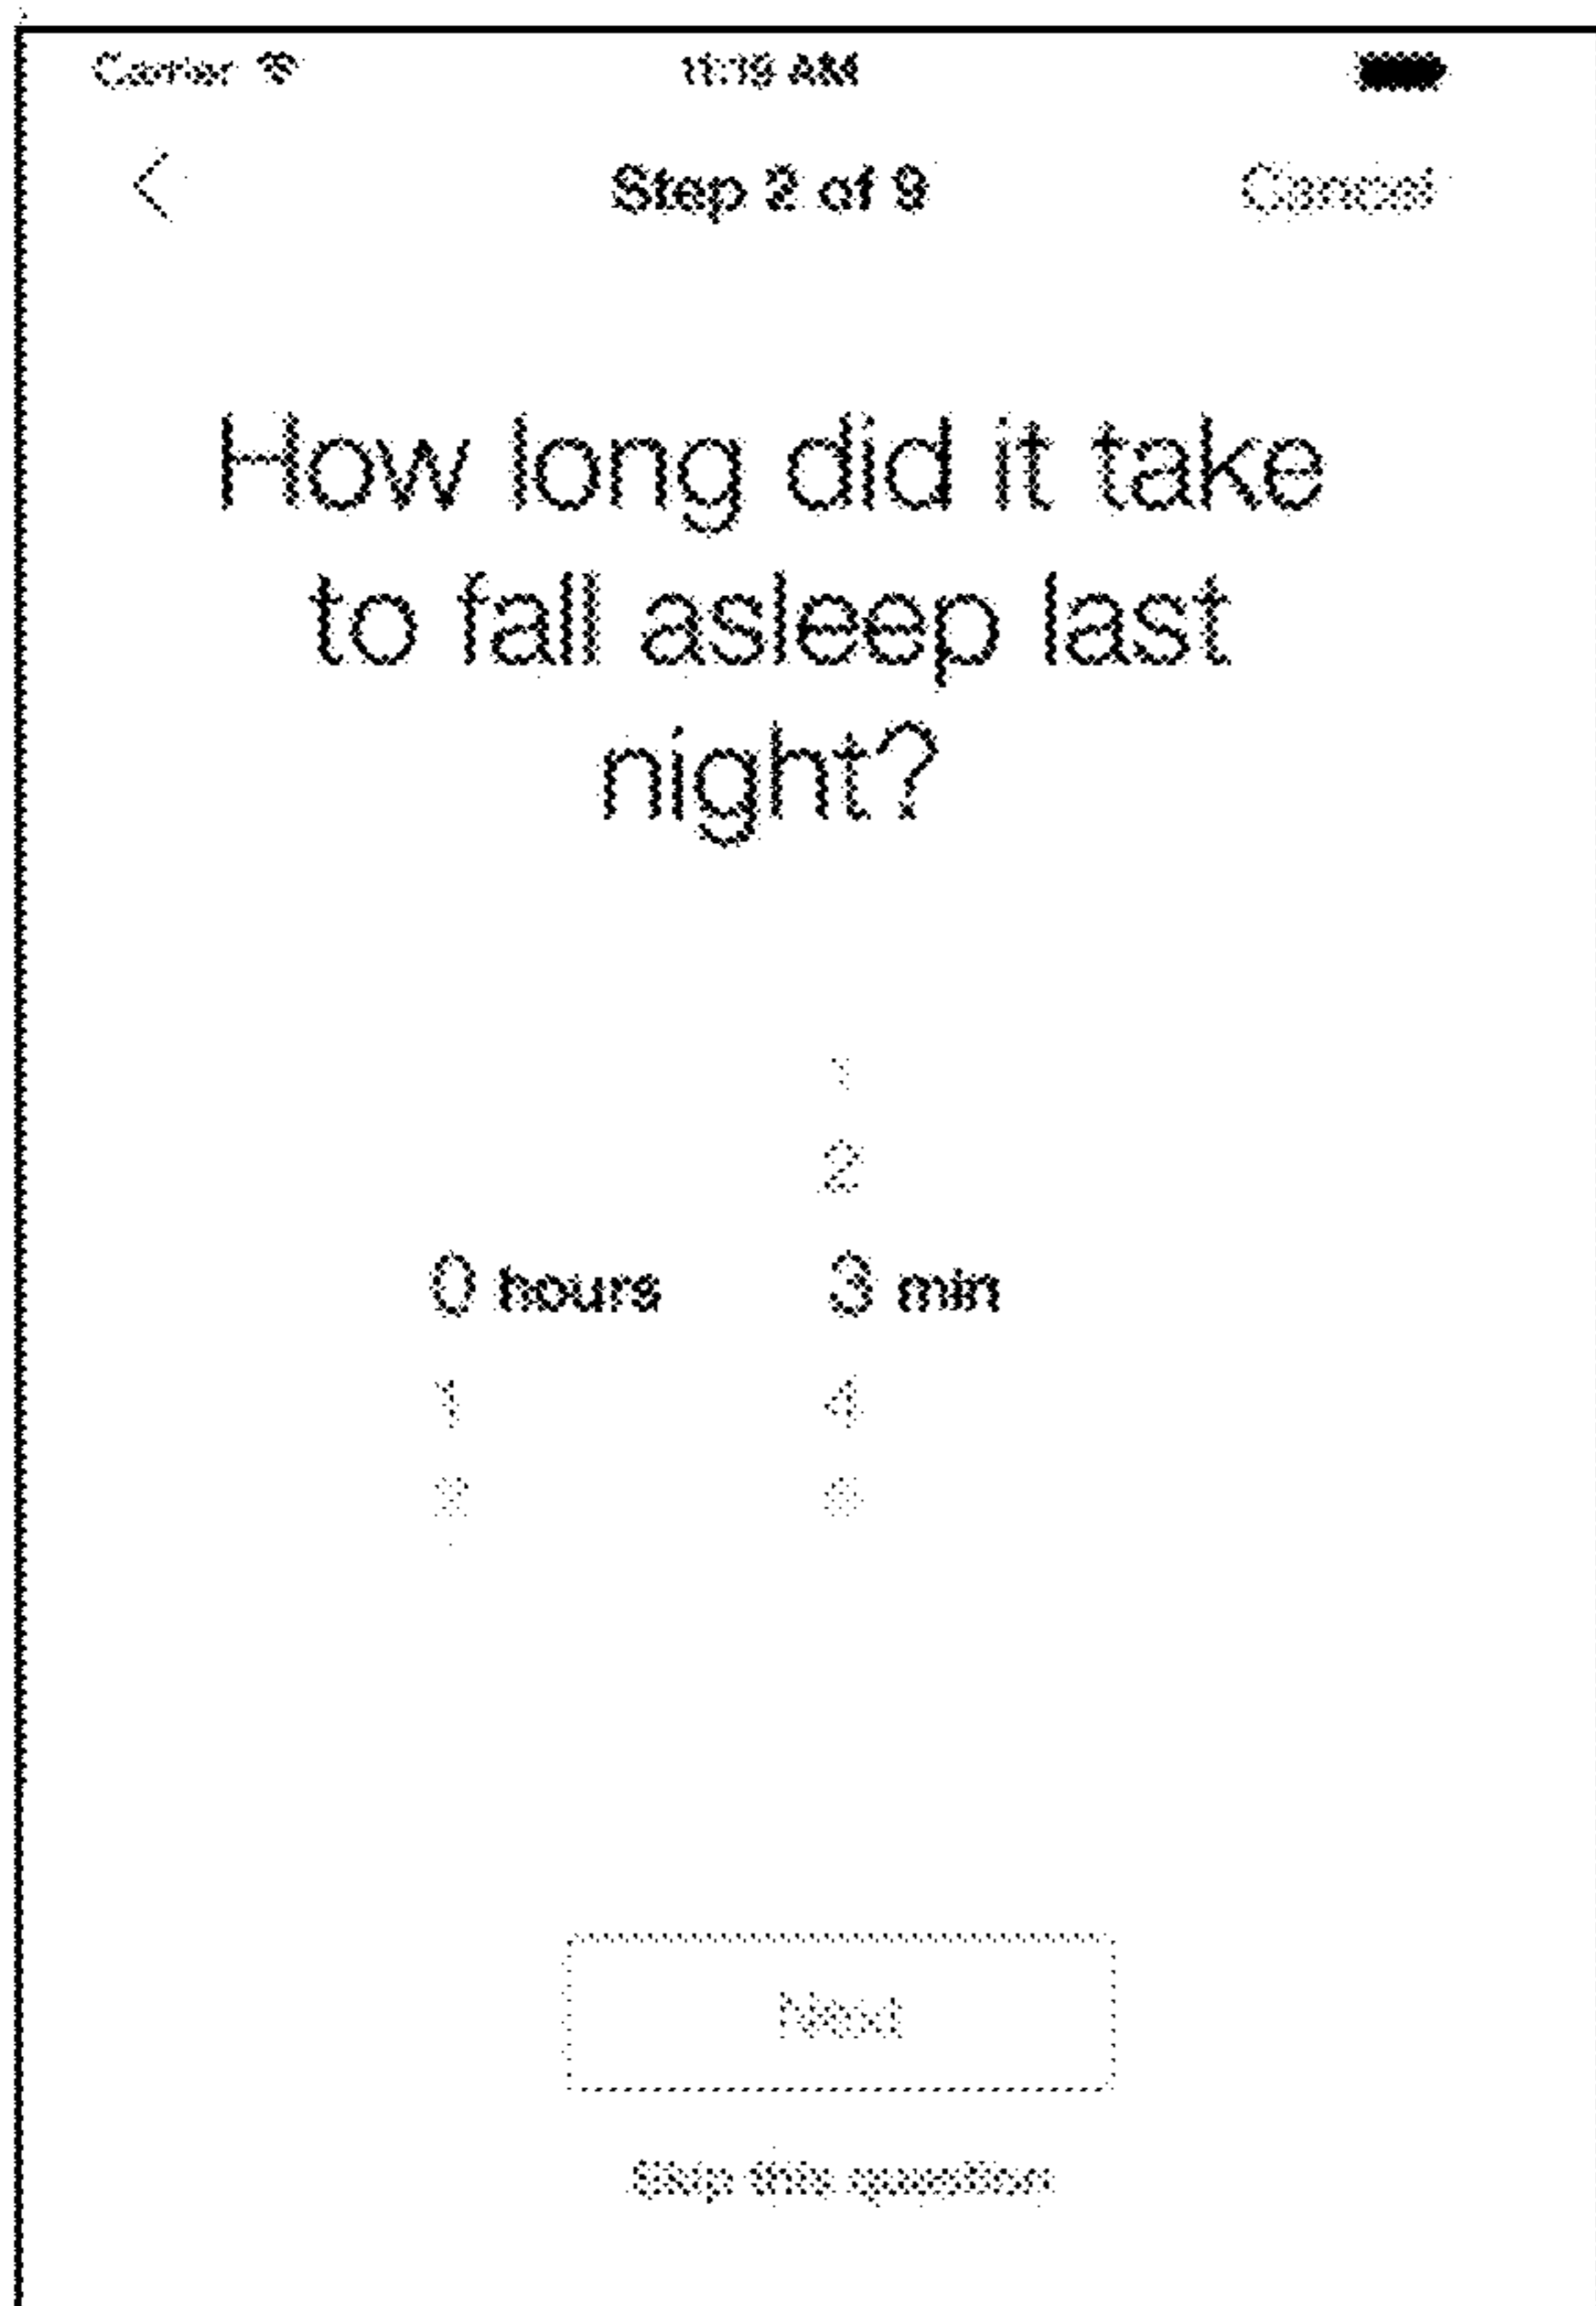 Carrier
11:19 AM
Step 2 of 9
Cancel
How long did it take
to fall asleep last
night?
1
2
0 hours 3 min
1 4
2
Next
Skip this question